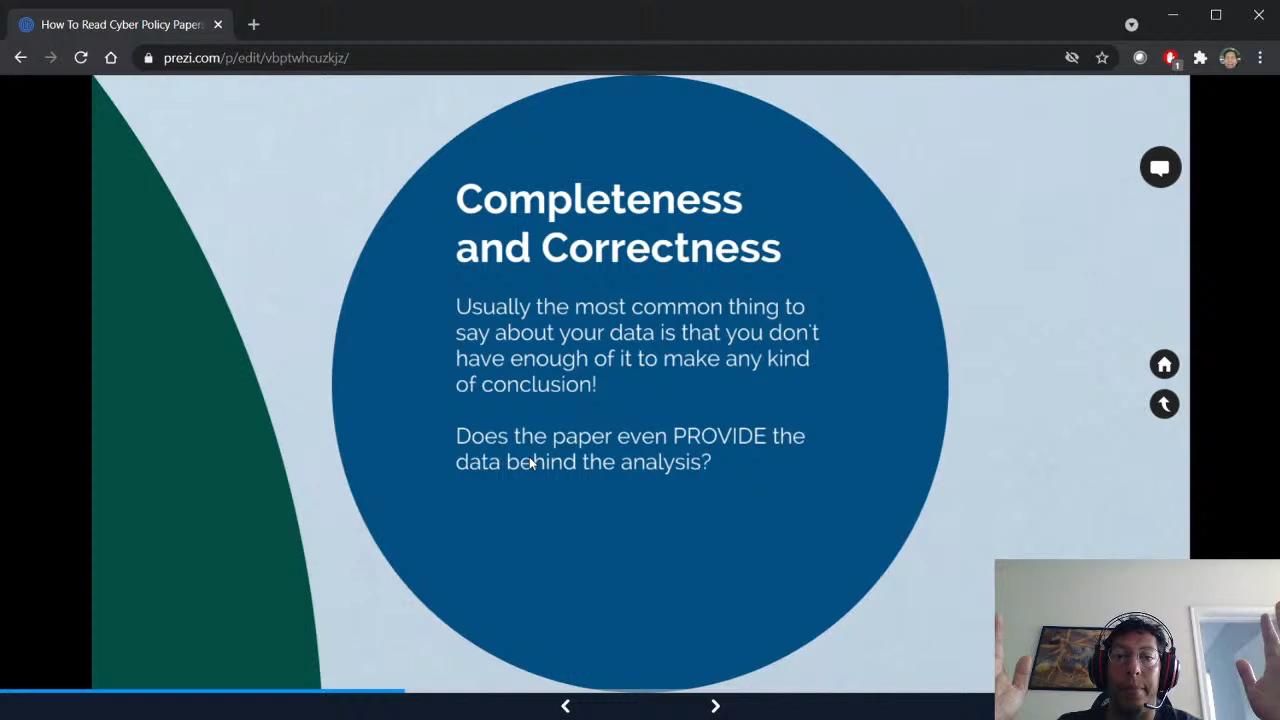 How To Read Cyber Policy Paper
prezi.com/p/edit/vbptwhcuzkjz/
1
Completeness
and Correctness
Usually the most common thing to
say about your data is that you don't
have enough of it to make any kind
of conclusion!
Does the paper even PROVIDE the
data behind the analysis?